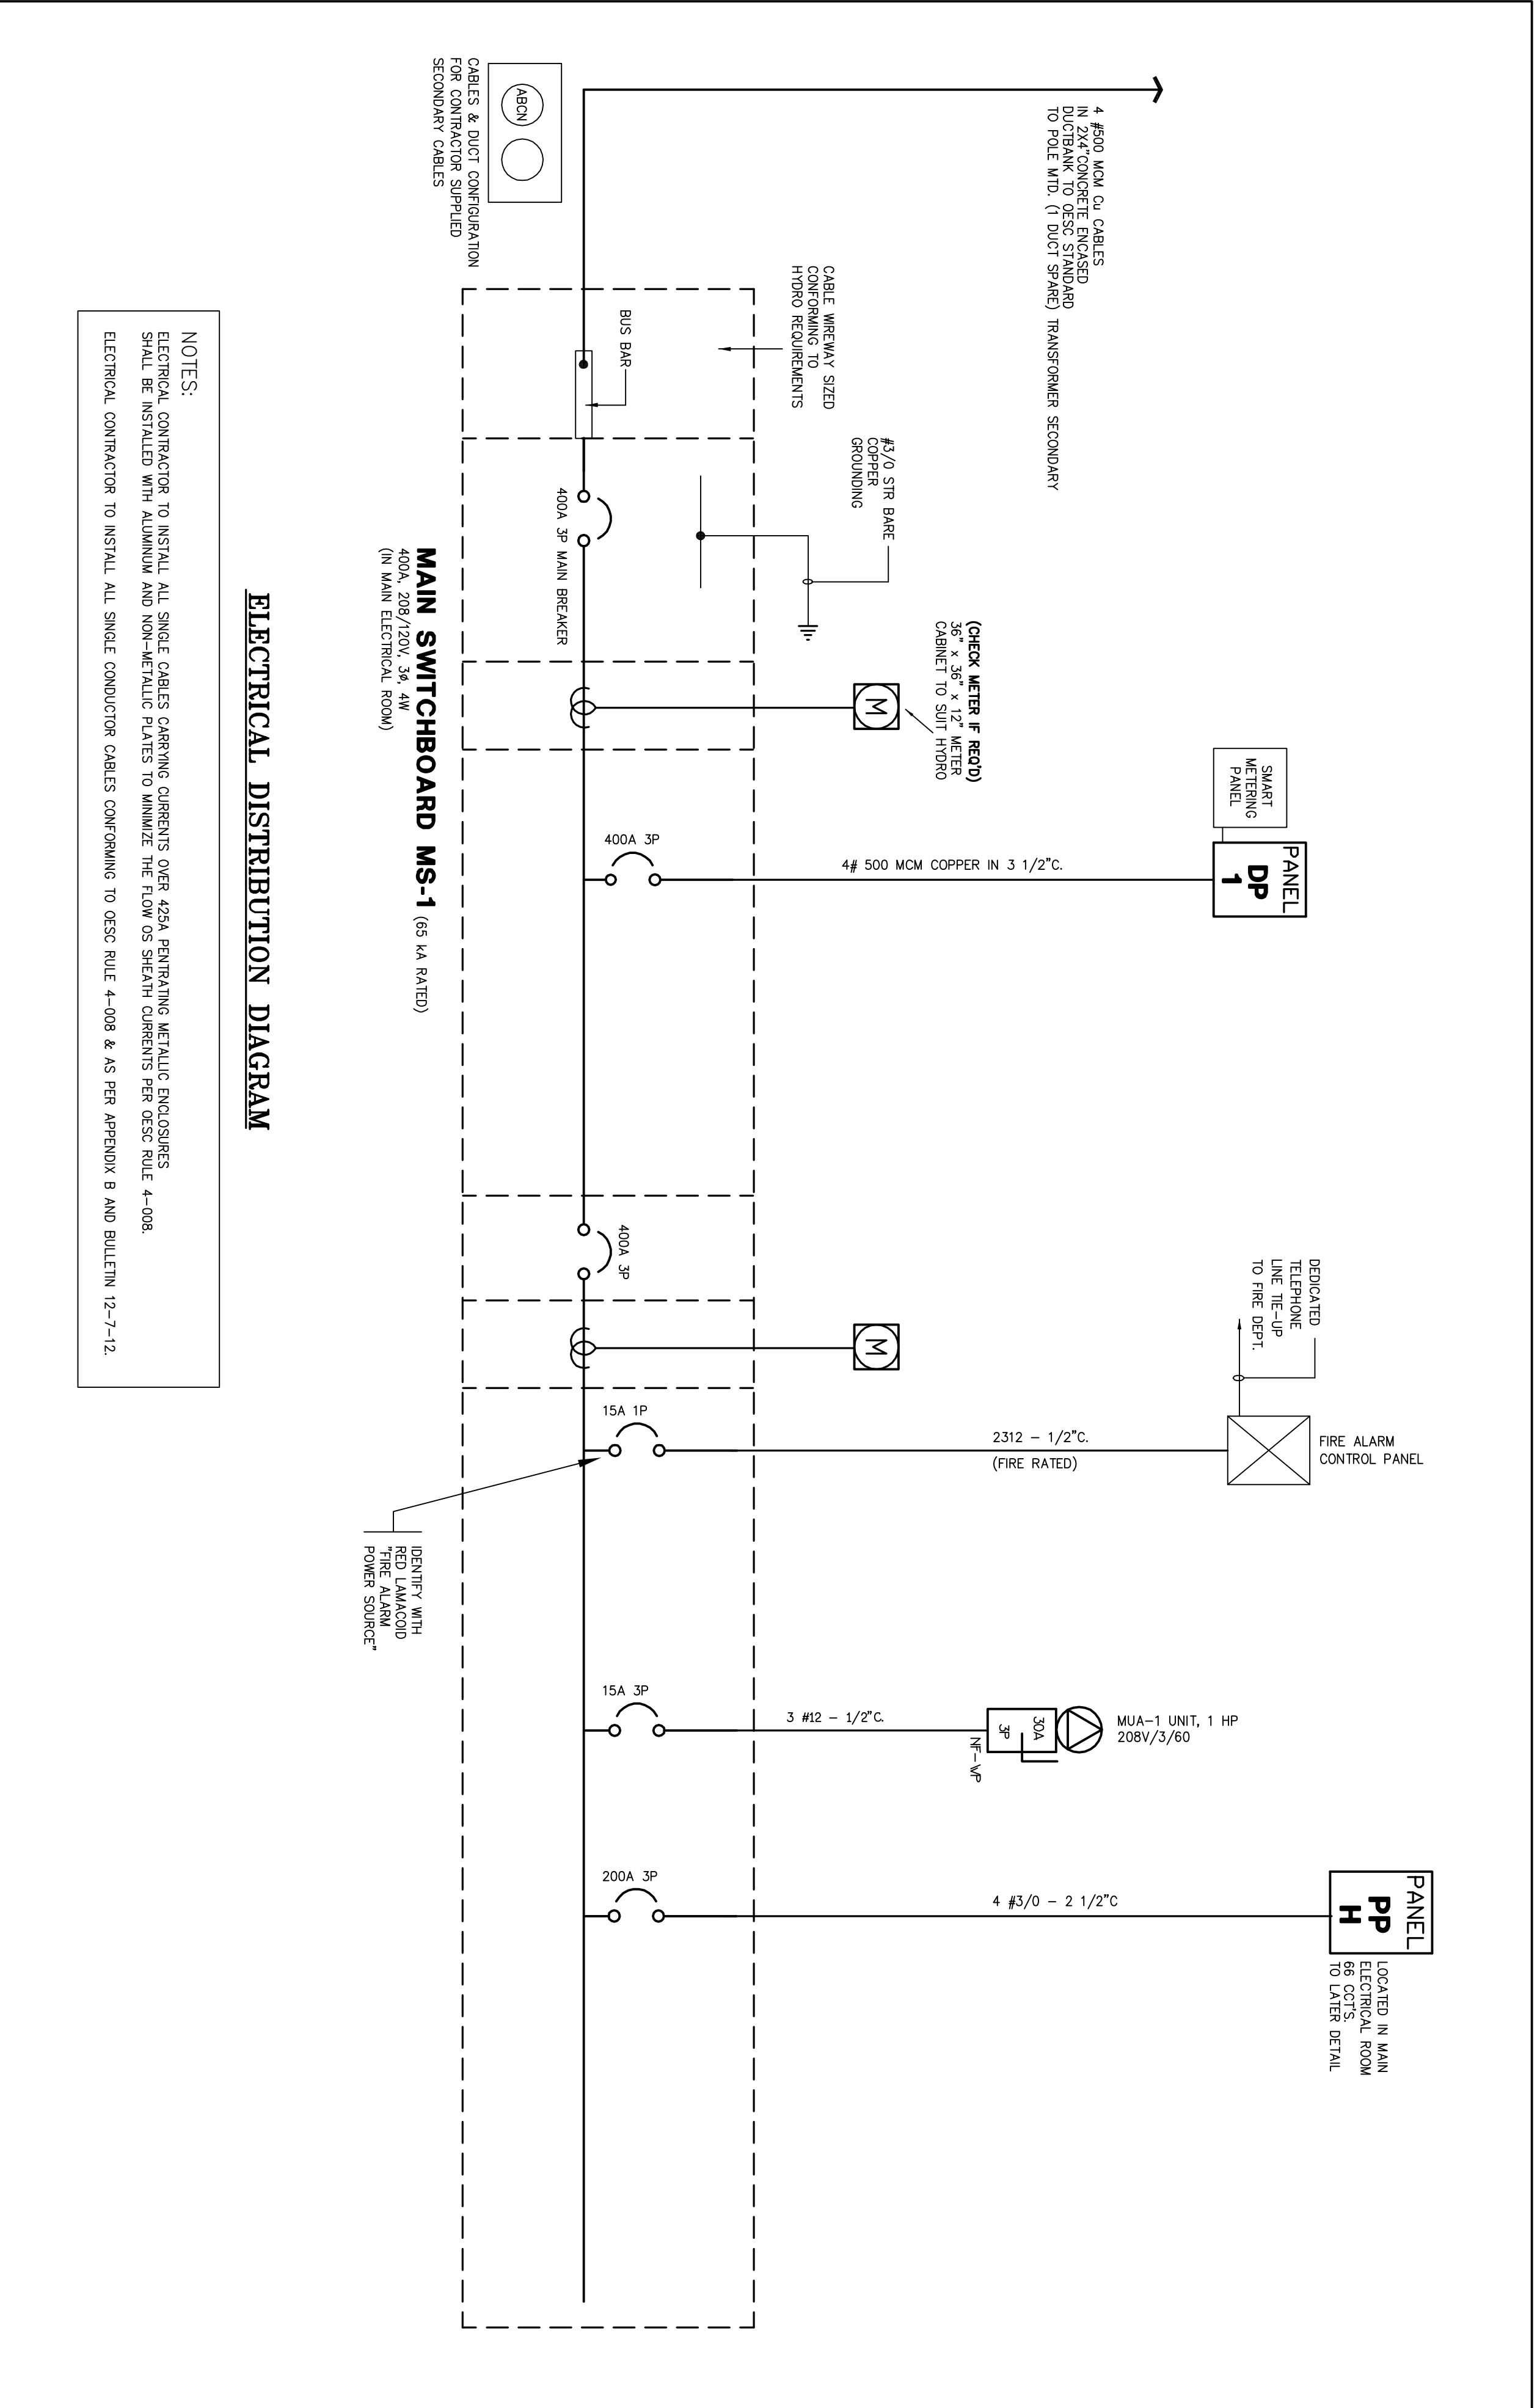 4 #500 MCM Cu CABLES
IN 2X4"CONCRETE ENCASED
DUCTBANK TO OESC STANDARD
TO POLE MTD. (1 DUCT SPARE) TRANSFORMER SECONDARY
ABCN
CABLES & DUCT CONFIGURATION
FOR CONTRACTOR SUPPLIED
SECONDARY CABLES
CABLE WIREWAY SIZED
CONFORMING TO
HYDRO REQUIREMENTS
BUS BAR
#3/0 STR BARE
COPPER
GROUNDING
400A 3P MAIN BREAKER
(CHECK METER IF REQ'D)
36" x 36" x 12" METER
CABINET TO SUIT HYDRO
M
MAIN SWITCHBOARD MS-1 (65 kA RATED)
400A, 208/120V, 3ø, 4W
(IN MAIN ELECTRICAL ROOM)
SMART
METERING
PANEL
PANEL
DP
1
400A 3P
4# 500 MCM COPPER IN 3 1/2"C.
400A 3P
M
DEDICATED
TELEPHONE
LINE TIE-UP
TO FIRE DEPT.
FIRE ALARM
CONTROL PANEL
15A 1P
2312 - 1/2"C.
(FIRE RATED)
IDENTIFY WITH
RED LAMACOID
"FIRE ALARM
POWER SOURCE"
15A 3P
3 #12 - 1/2"C.
30A
3P
NF-WP
MUA-1 UNIT, 1 HP
208V/3/60
200A 3P
4 #3/0 - 2 1/2"C
PANEL
PP
H
LOCATED IN MAIN
ELECTRICAL ROOM
66 CCT'S.
TO LATER DETAIL
ELECTRICAL DISTRIBUTION DIAGRAM
NOTES:
ELECTRICAL CONTRACTOR TO INSTALL ALL SINGLE CABLES CARRYING CURRENTS OVER 425A PENTRATING METALLIC ENCLOSURES
SHALL BE INSTALLED WITH ALUMINUM AND NON-METALLIC PLATES TO MINIMIZE THE FLOW OS SHEATH CURRENTS PER OESC RULE 4-008.
ELECTRICAL CONTRACTOR TO INSTALL ALL SINGLE CONDUCTOR CABLES CONFORMING TO OESC RULE 4-008 & AS PER APPENDIX B AND BULLETIN 12-7-12.